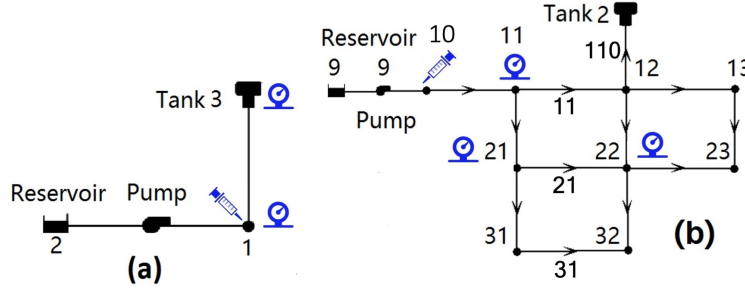 Tank 3
Reservoir Pump
2
1
(a)
Tank 2
Reservoir 10 11
9 9
110 12 13
Pump
11
21 22 23
21
31 32
31
(b)